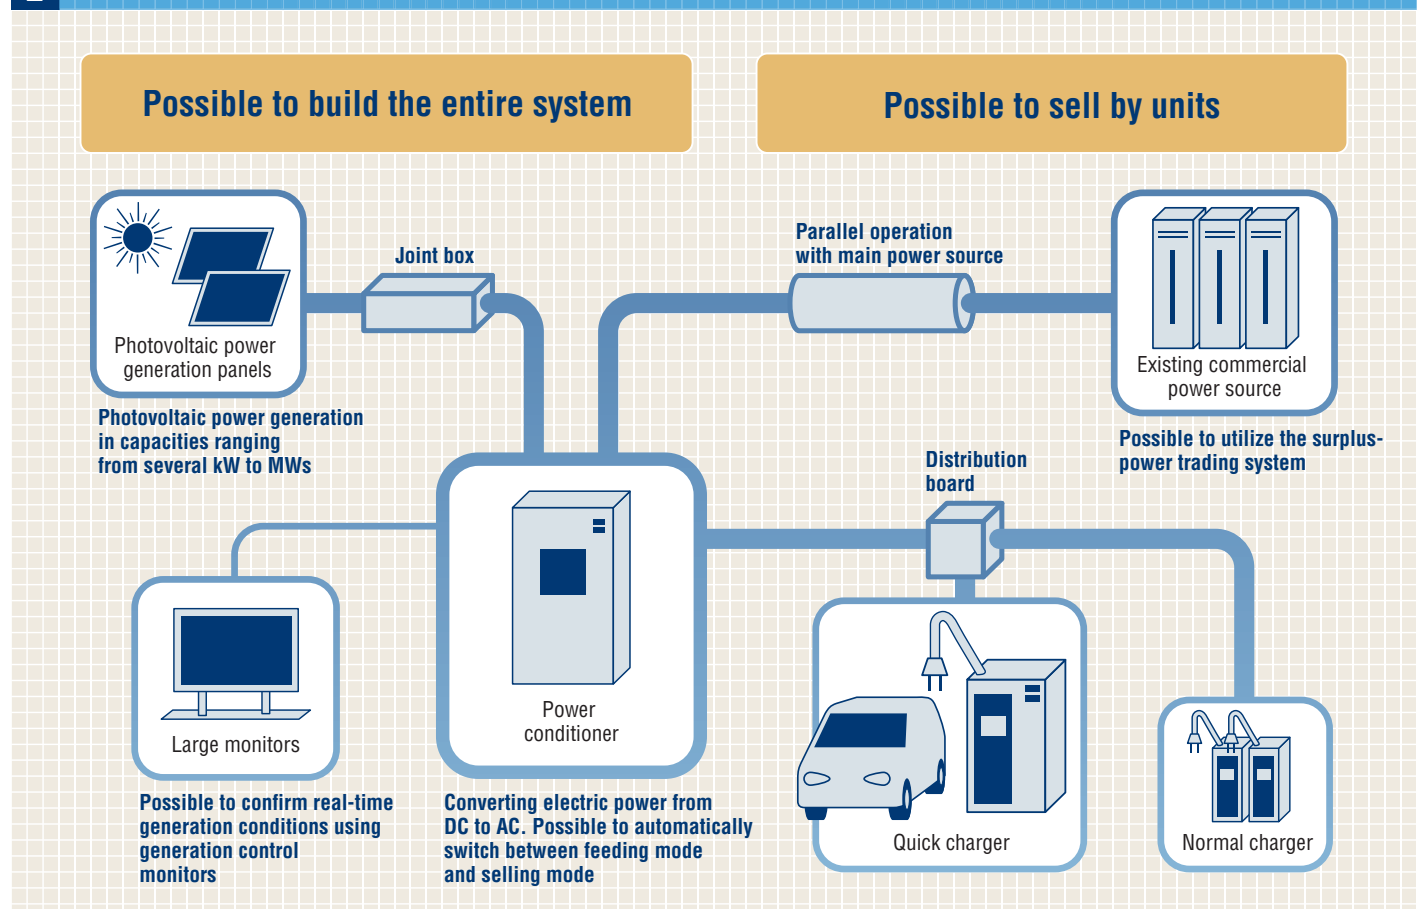 Possible to build the entire system
Possible to sell by units
Joint box
Parallel operation
with main power source
Photovoltaic power
generation panels
Existing commercial
power source
Photovoltaic power generation
in capacities ranging
from several kW to MWs
Possible to utilize the surplus-
power trading system
Distribution
board
Power
conditioner
Large monitors
Quick charger
Normal charger
Possible to confirm real-time
generation conditions using
generation control
monitors
Converting electric power from
DC to AC. Possible to automatically
switch between feeding mode
and selling mode